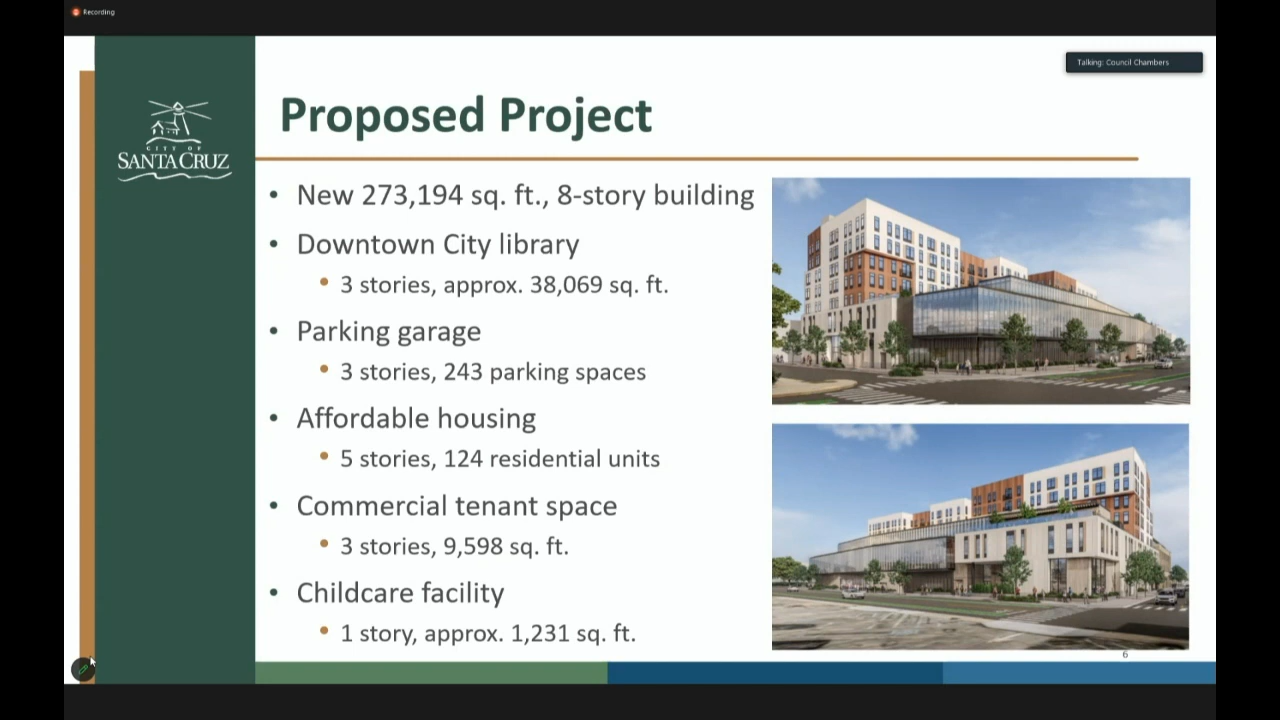 Recording
Talking: Council Chambers
CITY OF
SANTA CRUZ
Proposed Project
• New 273,194 sq. ft., 8-story building
• Downtown City library
• 3 stories, approx. 38,069 sq. ft.
• Parking garage
• 3 stories, 243 parking spaces
• Affordable housing
• 5 stories, 124 residential units
• Commercial tenant space
• 3 stories, 9,598 sq. ft.
• Childcare facility
• 1 story, approx. 1,231 sq. ft.
6